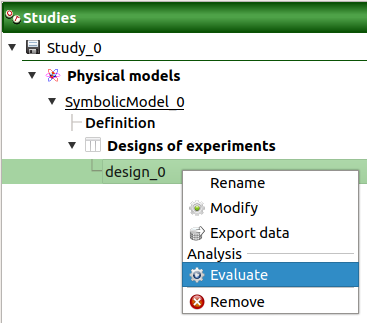 Studies
Study_0
Physical models
SymbolicModel_0
Definition
Designs of experiments
design_0
Rename
Modify
Export data
Analysis
Evaluate
Remove